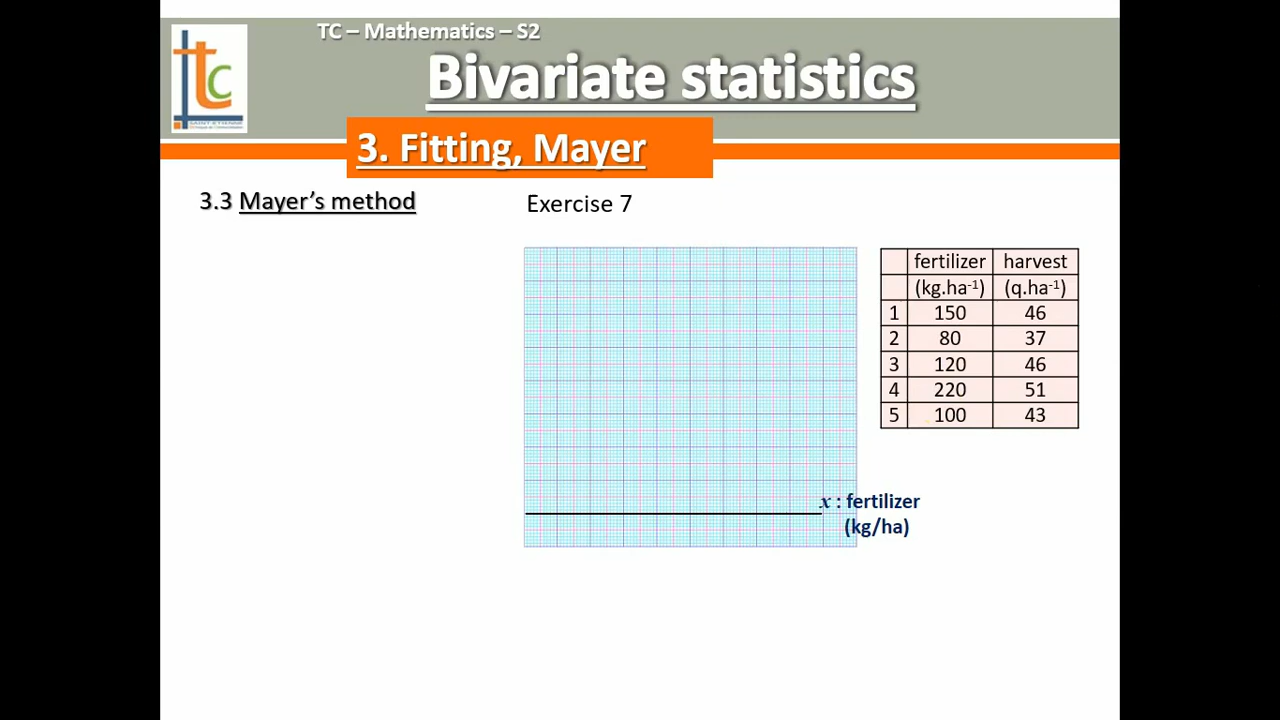 TC – Mathematics – S2
Bivariate statistics
ttc
3. Fitting, Mayer
3.3 Mayer's method
Exercise 7
fertilizer harvest
(kg.ha⁻¹) (q.ha⁻¹)
1 150 46
2 80 37
3 120 46
4 220 51
5 100 43
x : fertilizer
(kg/ha)